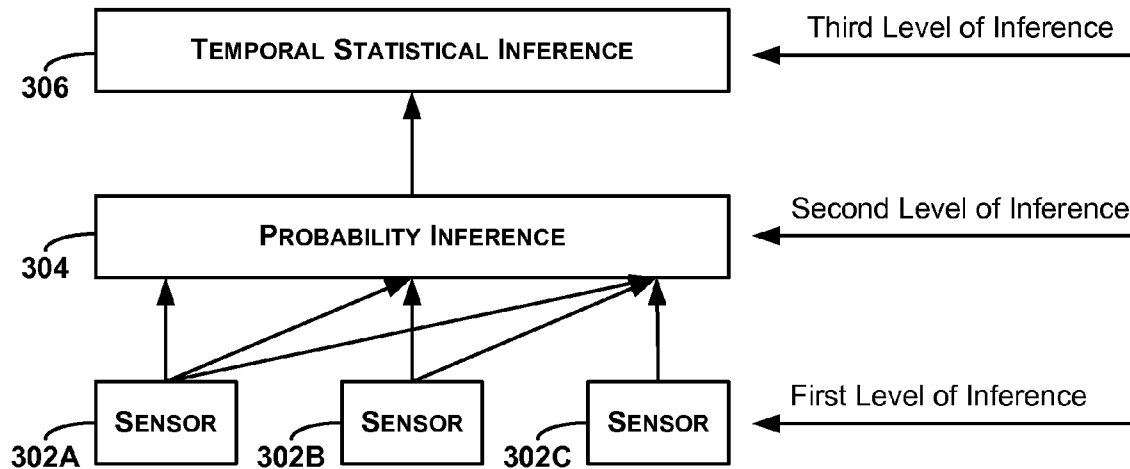 TEMPORAL STATISTICAL INFERENCE
Third Level of Inference
306
PROBABILITY INFERENCE
Second Level of Inference
304
SENSOR SENSOR SENSOR
First Level of Inference
302A 302B 302C